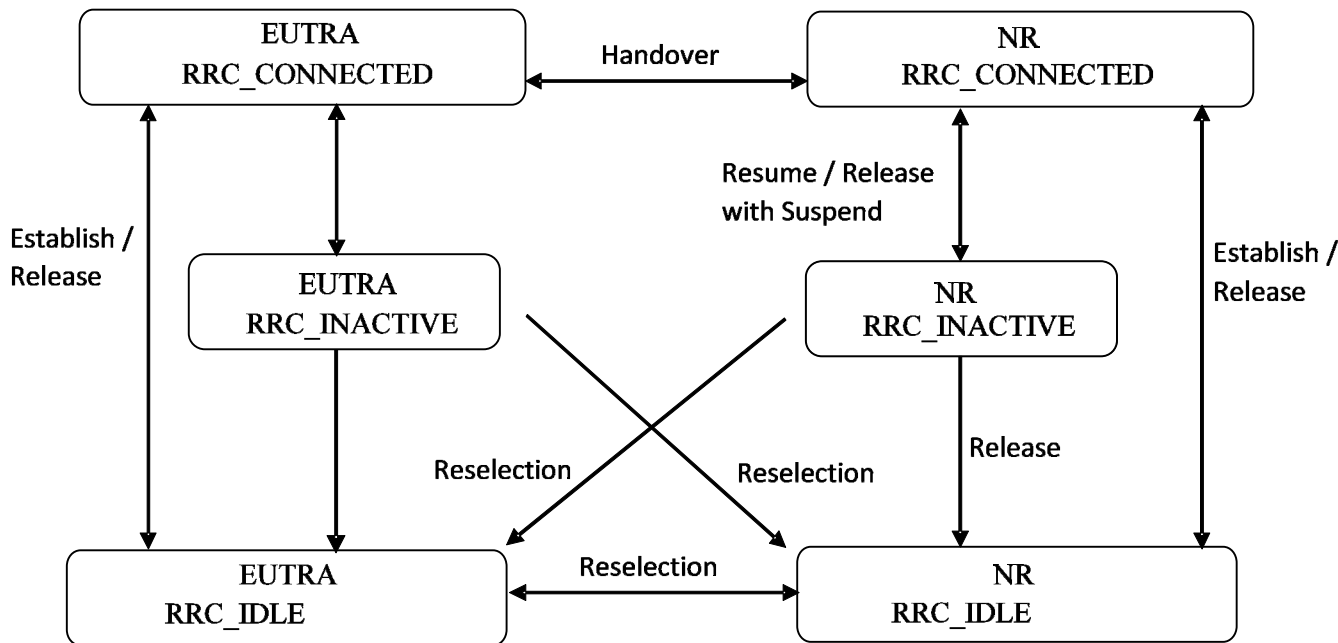 EUTRA
RRC_CONNECTED
Handover
NR
RRC_CONNECTED
Establish /
Release
Resume / Release
with Suspend
Establish /
Release
EUTRA
RRC_INACTIVE
NR
RRC_INACTIVE
Reselection
Reselection
Release
EUTRA
RRC_IDLE
Reselection
NR
RRC_IDLE